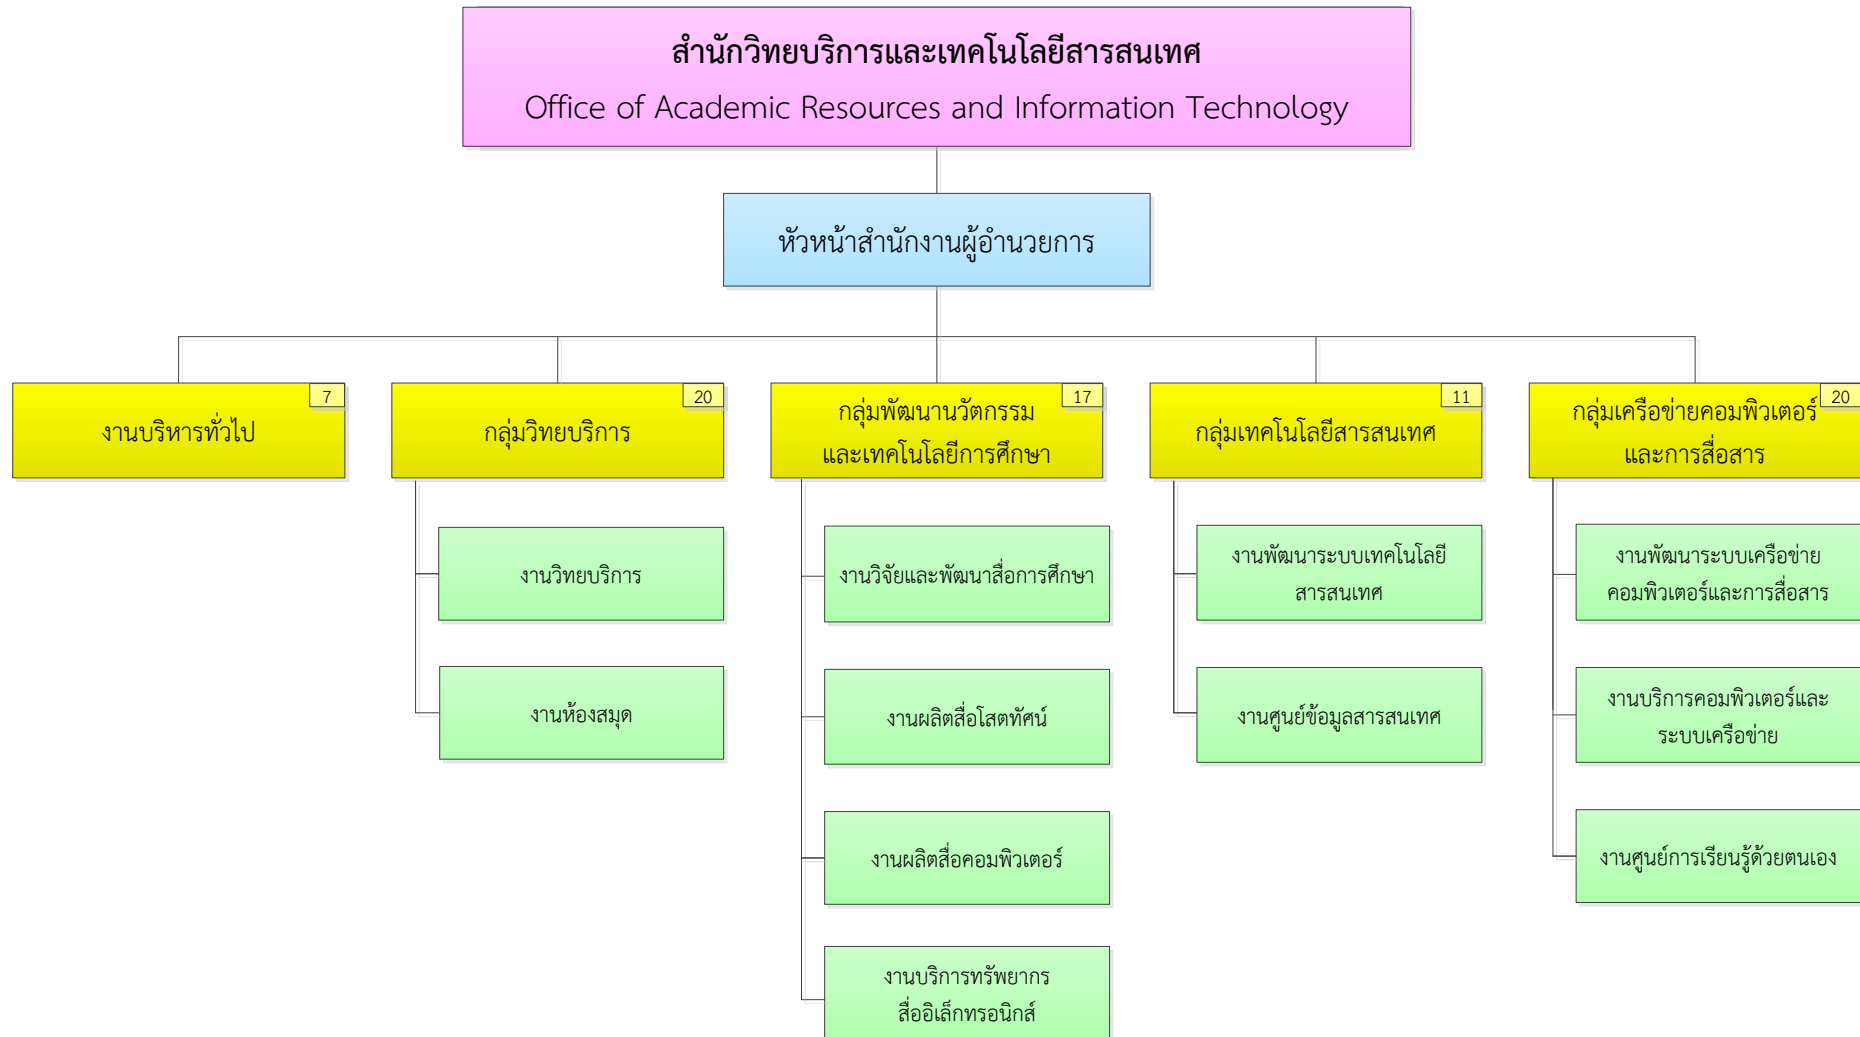 สำนักวิทยบริการและเทคโนโลยีสารสนเทศ
Office of Academic Resources and Information Technology
หัวหน้าสำนักงานผู้อำนวยการ
7
งานบริหารทั่วไป
20
กลุ่มวิทยบริการ
17
กลุ่มพัฒนานวัตกรรม
และเทคโนโลยีการศึกษา
11
กลุ่มเทคโนโลยีสารสนเทศ
20
กลุ่มเครือข่ายคอมพิวเตอร์
และการสื่อสาร
งานวิทยบริการ
งานห้องสมุด
งานวิจัยและพัฒนาสื่อการศึกษา
งานผลิตสื่อโสตทัศน์
งานผลิตสื่อคอมพิวเตอร์
งานบริการทรัพยากร
สื่ออิเล็กทรอนิกส์
งานพัฒนาระบบเทคโนโลยี
สารสนเทศ
งานศูนย์ข้อมูลสารสนเทศ
งานพัฒนาระบบเครือข่าย
คอมพิวเตอร์และการสื่อสาร
งานบริการคอมพิวเตอร์และ
ระบบเครือข่าย
งานศูนย์การเรียนรู้ด้วยตนเอง